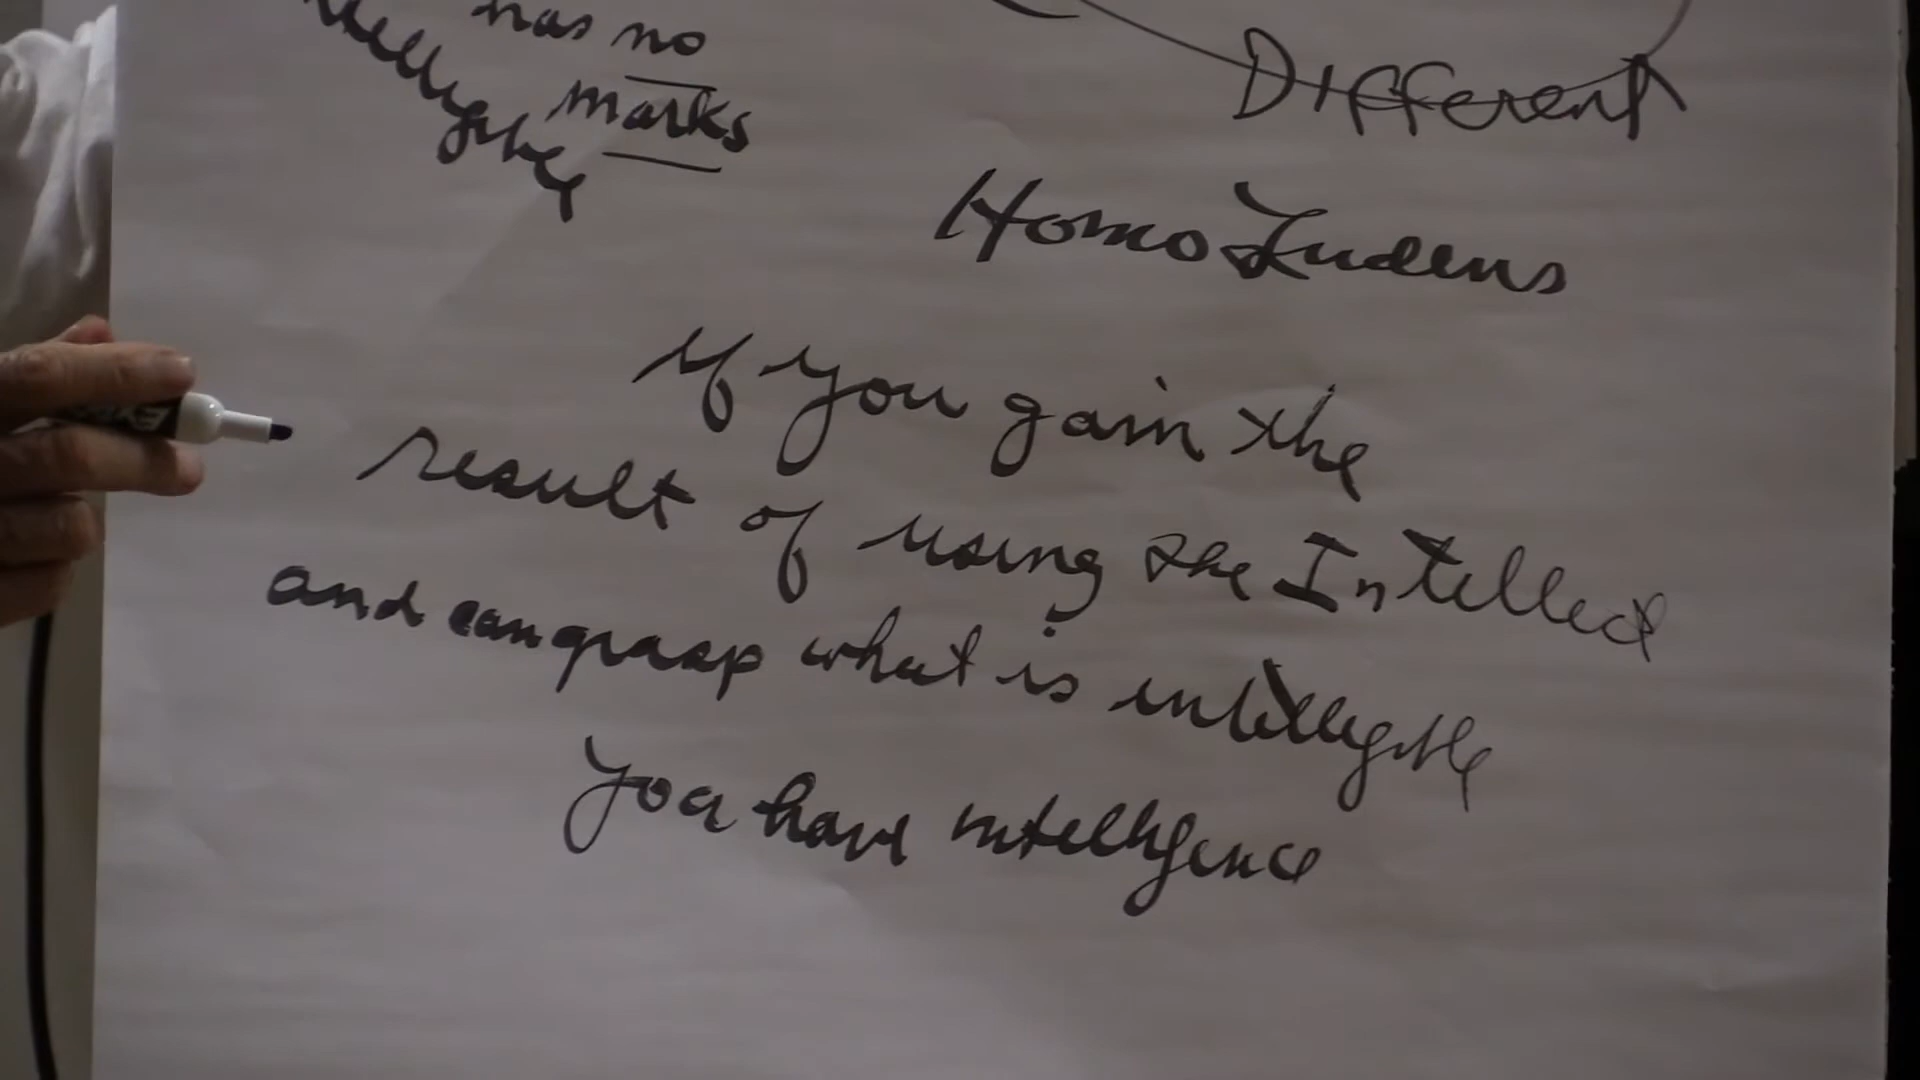 has no
marks
intelligible
Different
Homo Ludens
if you gain the
result of using the Intellect
and can grasp what is intelligible
you have intelligence